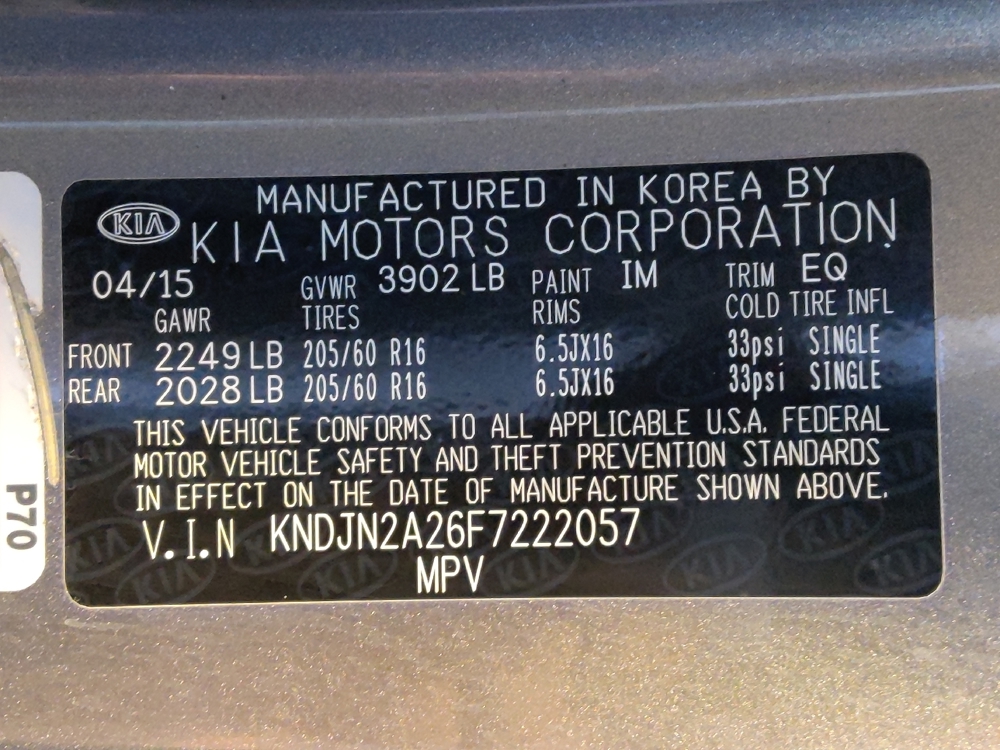 MANUFACTURED IN KOREA BY
KIA KIA MOTORS CORPORATION
04/15 GVWR 3902 LB PAINT IM TRIM EQ
GAWR TIRES RIMS COLD TIRE INFL
FRONT 2249 LB 205/60 R16 6.5JX16 33psi SINGLE
REAR 2028 LB 205/60 R16 6.5JX16 33psi SINGLE
THIS VEHICLE CONFORMS TO ALL APPLICABLE U.S.A. FEDERAL
MOTOR VEHICLE SAFETY AND THEFT PREVENTION STANDARDS
IN EFFECT ON THE DATE OF MANUFACTURE SHOWN ABOVE.
V.I.N KNDJN2A26F7222057
MPV
P70